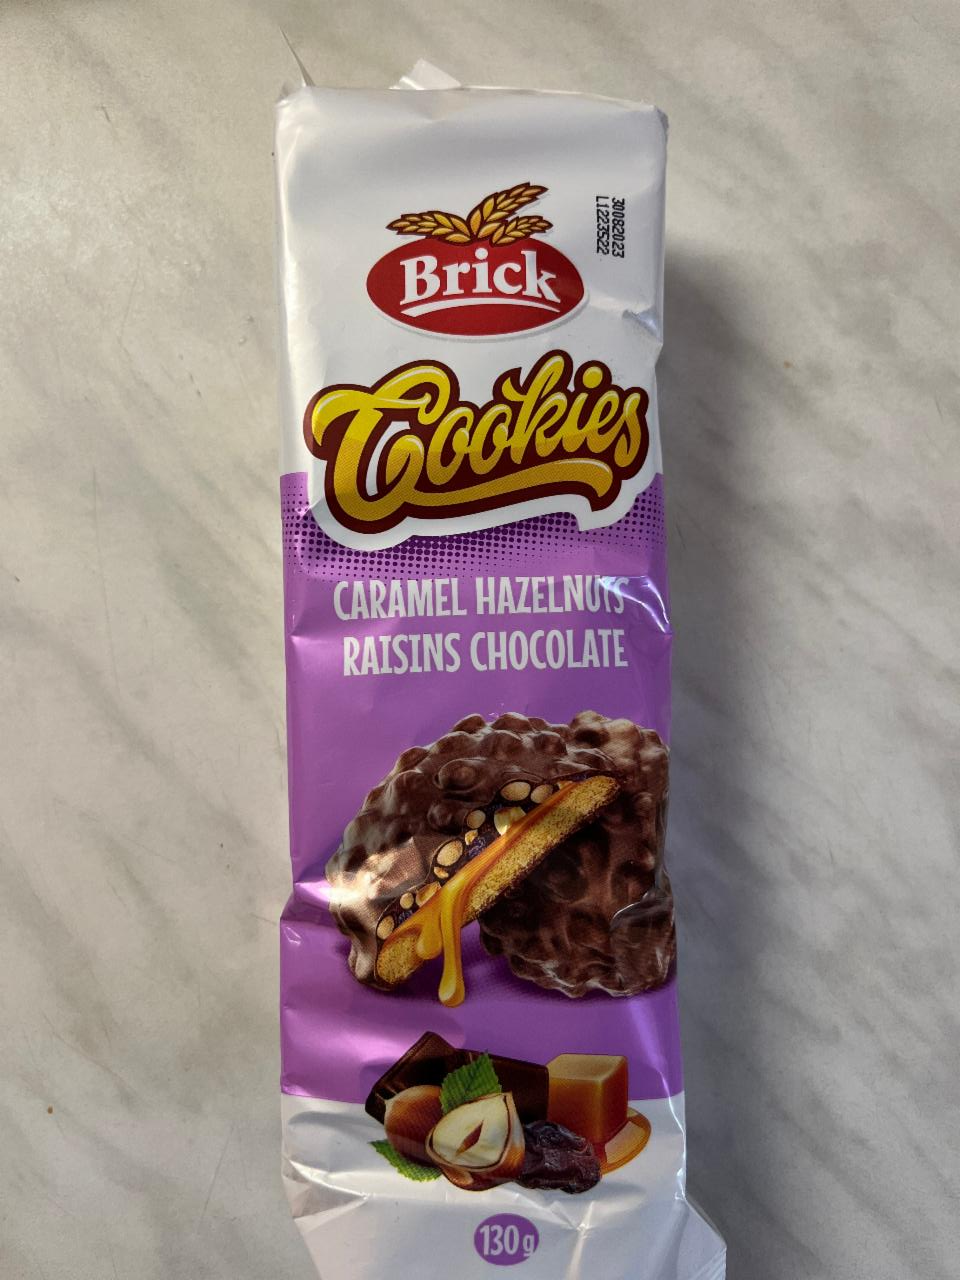 30082023
L1223522
Brick
Cookies
CARAMEL HAZELNUTS
RAISINS CHOCOLATE
130g